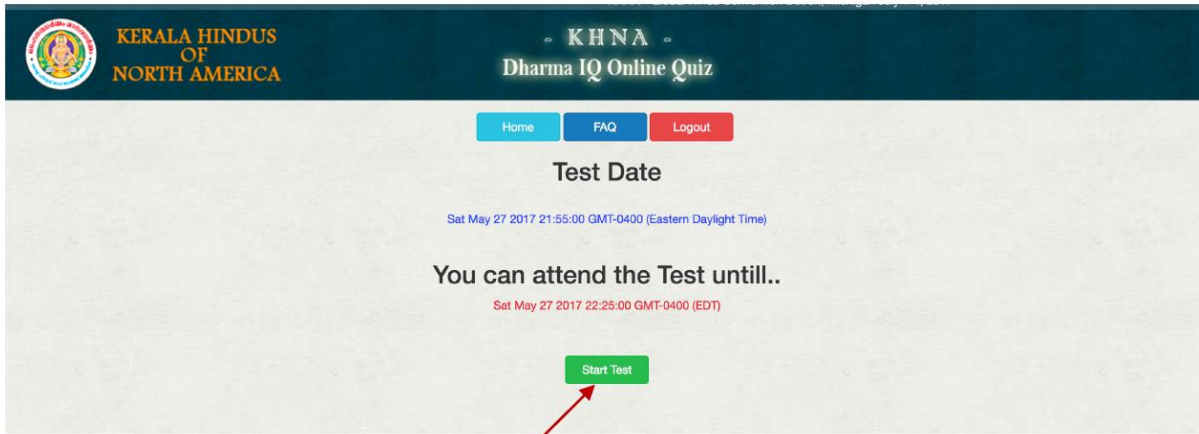 KERALA HINDUS
OF
NORTH AMERICA
- KHNA -
Dharma IQ Online Quiz
Home FAQ Logout
Test Date
Sat May 27 2017 21:55:00 GMT-0400 (Eastern Daylight Time)
You can attend the Test untill..
Sat May 27 2017 22:25:00 GMT-0400 (EDT)
Start Test